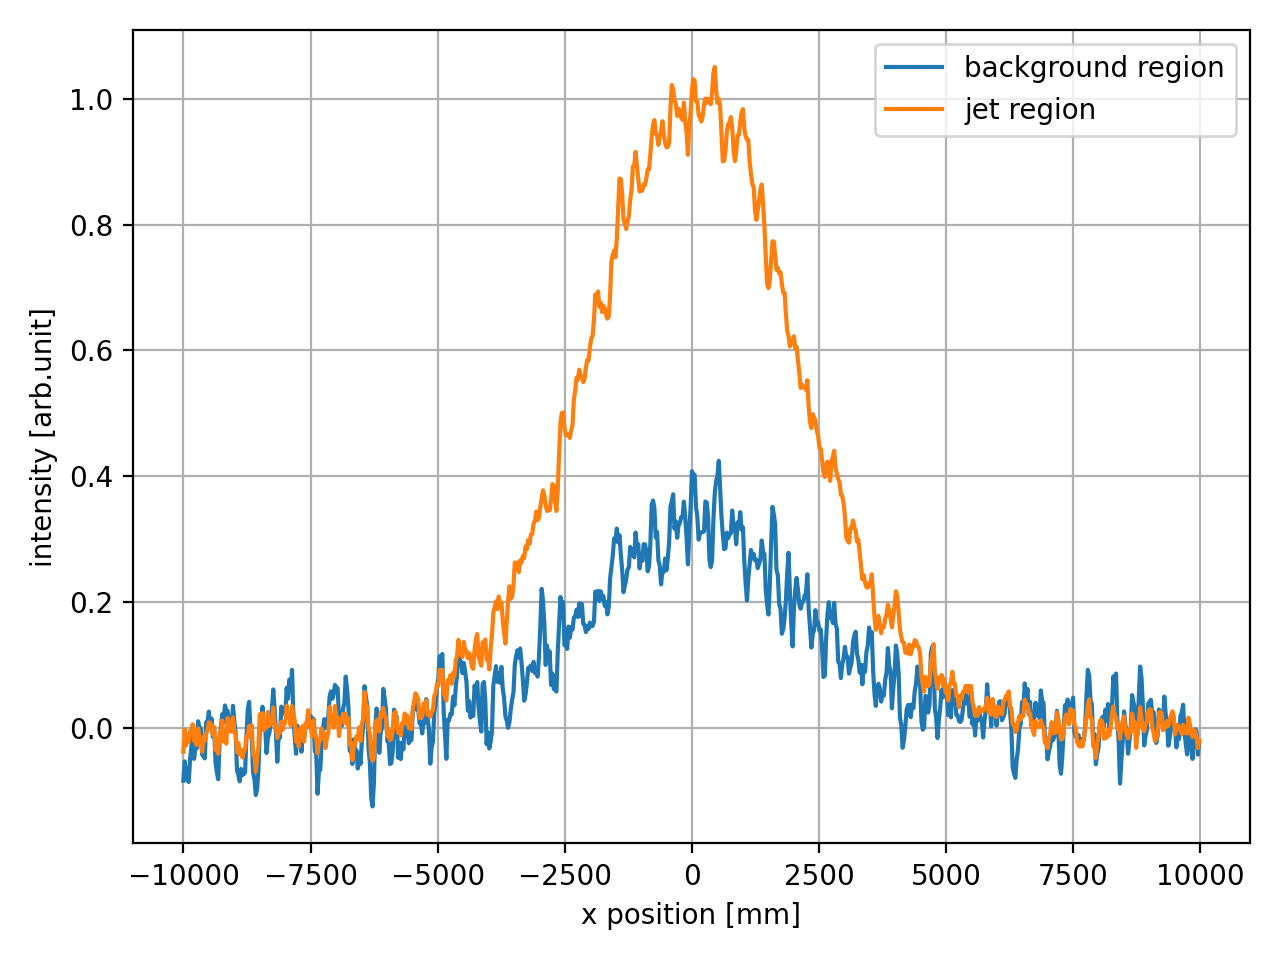 background region
jet region
1.0
0.8
0.6
0.4
0.2
0.0
intensity [arb.unit]
−10000 −7500 −5000 −2500 0 2500 5000 7500 10000
x position [mm]